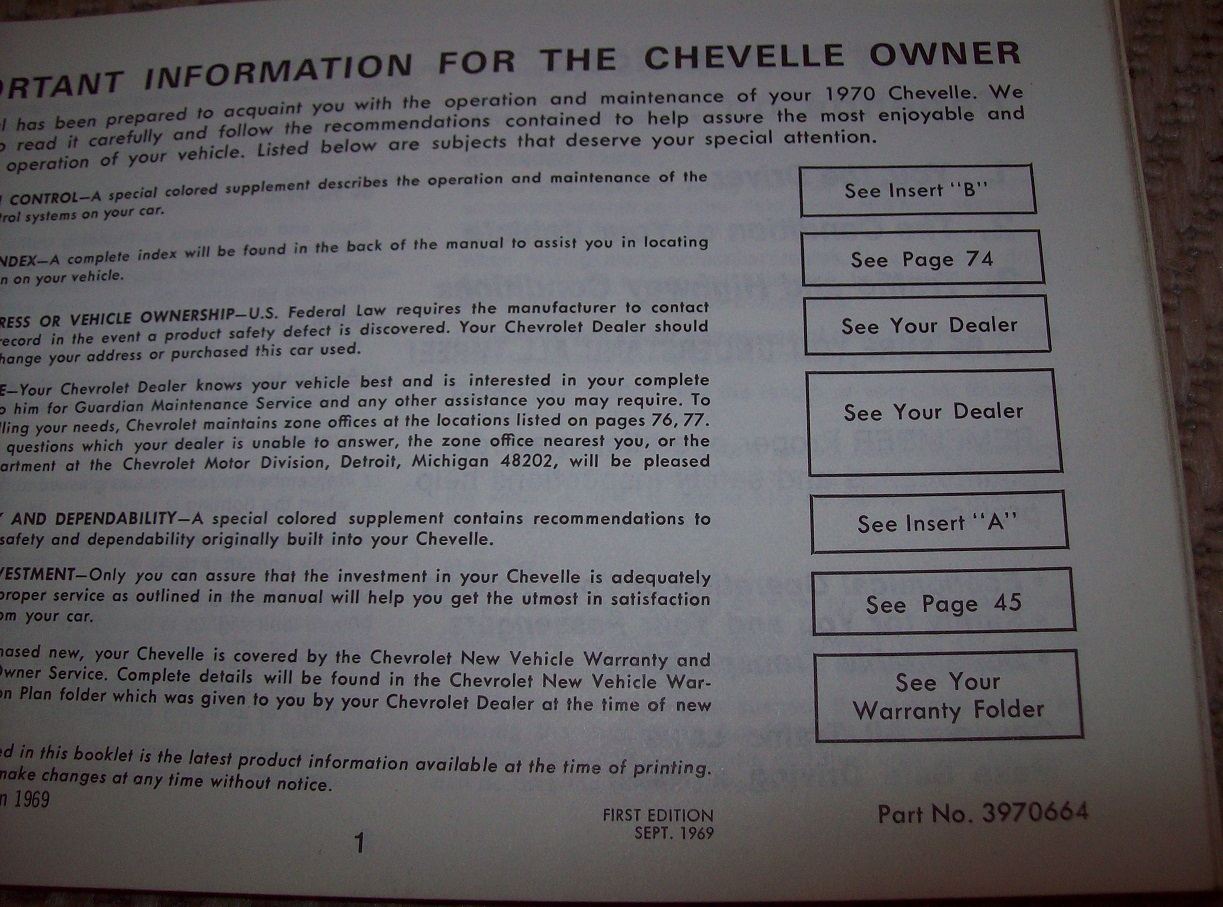 ORTANT INFORMATION FOR THE CHEVELLE OWNER
l has been prepared to acquaint you with the operation and maintenance of your 1970 Chevelle. We
o read it carefully and follow the recommendations contained to help assure the most enjoyable and
operation of your vehicle. Listed below are subjects that deserve your special attention.
CONTROL—A special colored supplement describes the operation and maintenance of the
trol systems on your car.
See Insert "B"
NDEX—A complete index will be found in the back of the manual to assist you in locating
n on your vehicle.
See Page 74
RESS OR VEHICLE OWNERSHIP—U.S. Federal Law requires the manufacturer to contact
record in the event a product safety defect is discovered. Your Chevrolet Dealer should
hange your address or purchased this car used.
See Your Dealer
E—Your Chevrolet Dealer knows your vehicle best and is interested in your complete
o him for Guardian Maintenance Service and any other assistance you may require. To
lling your needs, Chevrolet maintains zone offices at the locations listed on pages 76, 77.
questions which your dealer is unable to answer, the zone office nearest you, or the
artment at the Chevrolet Motor Division, Detroit, Michigan 48202, will be pleased
See Your Dealer
Y AND DEPENDABILITY—A special colored supplement contains recommendations to
safety and dependability originally built into your Chevelle.
See Insert "A"
VESTMENT—Only you can assure that the investment in your Chevelle is adequately
proper service as outlined in the manual will help you get the utmost in satisfaction
om your car.
See Page 45
hased new, your Chevelle is covered by the Chevrolet New Vehicle Warranty and
Owner Service. Complete details will be found in the Chevrolet New Vehicle War-
on Plan folder which was given to you by your Chevrolet Dealer at the time of new
See Your
Warranty Folder
ed in this booklet is the latest product information available at the time of printing.
make changes at any time without notice.
n 1969
1
FIRST EDITION
SEPT. 1969
Part No. 3970664